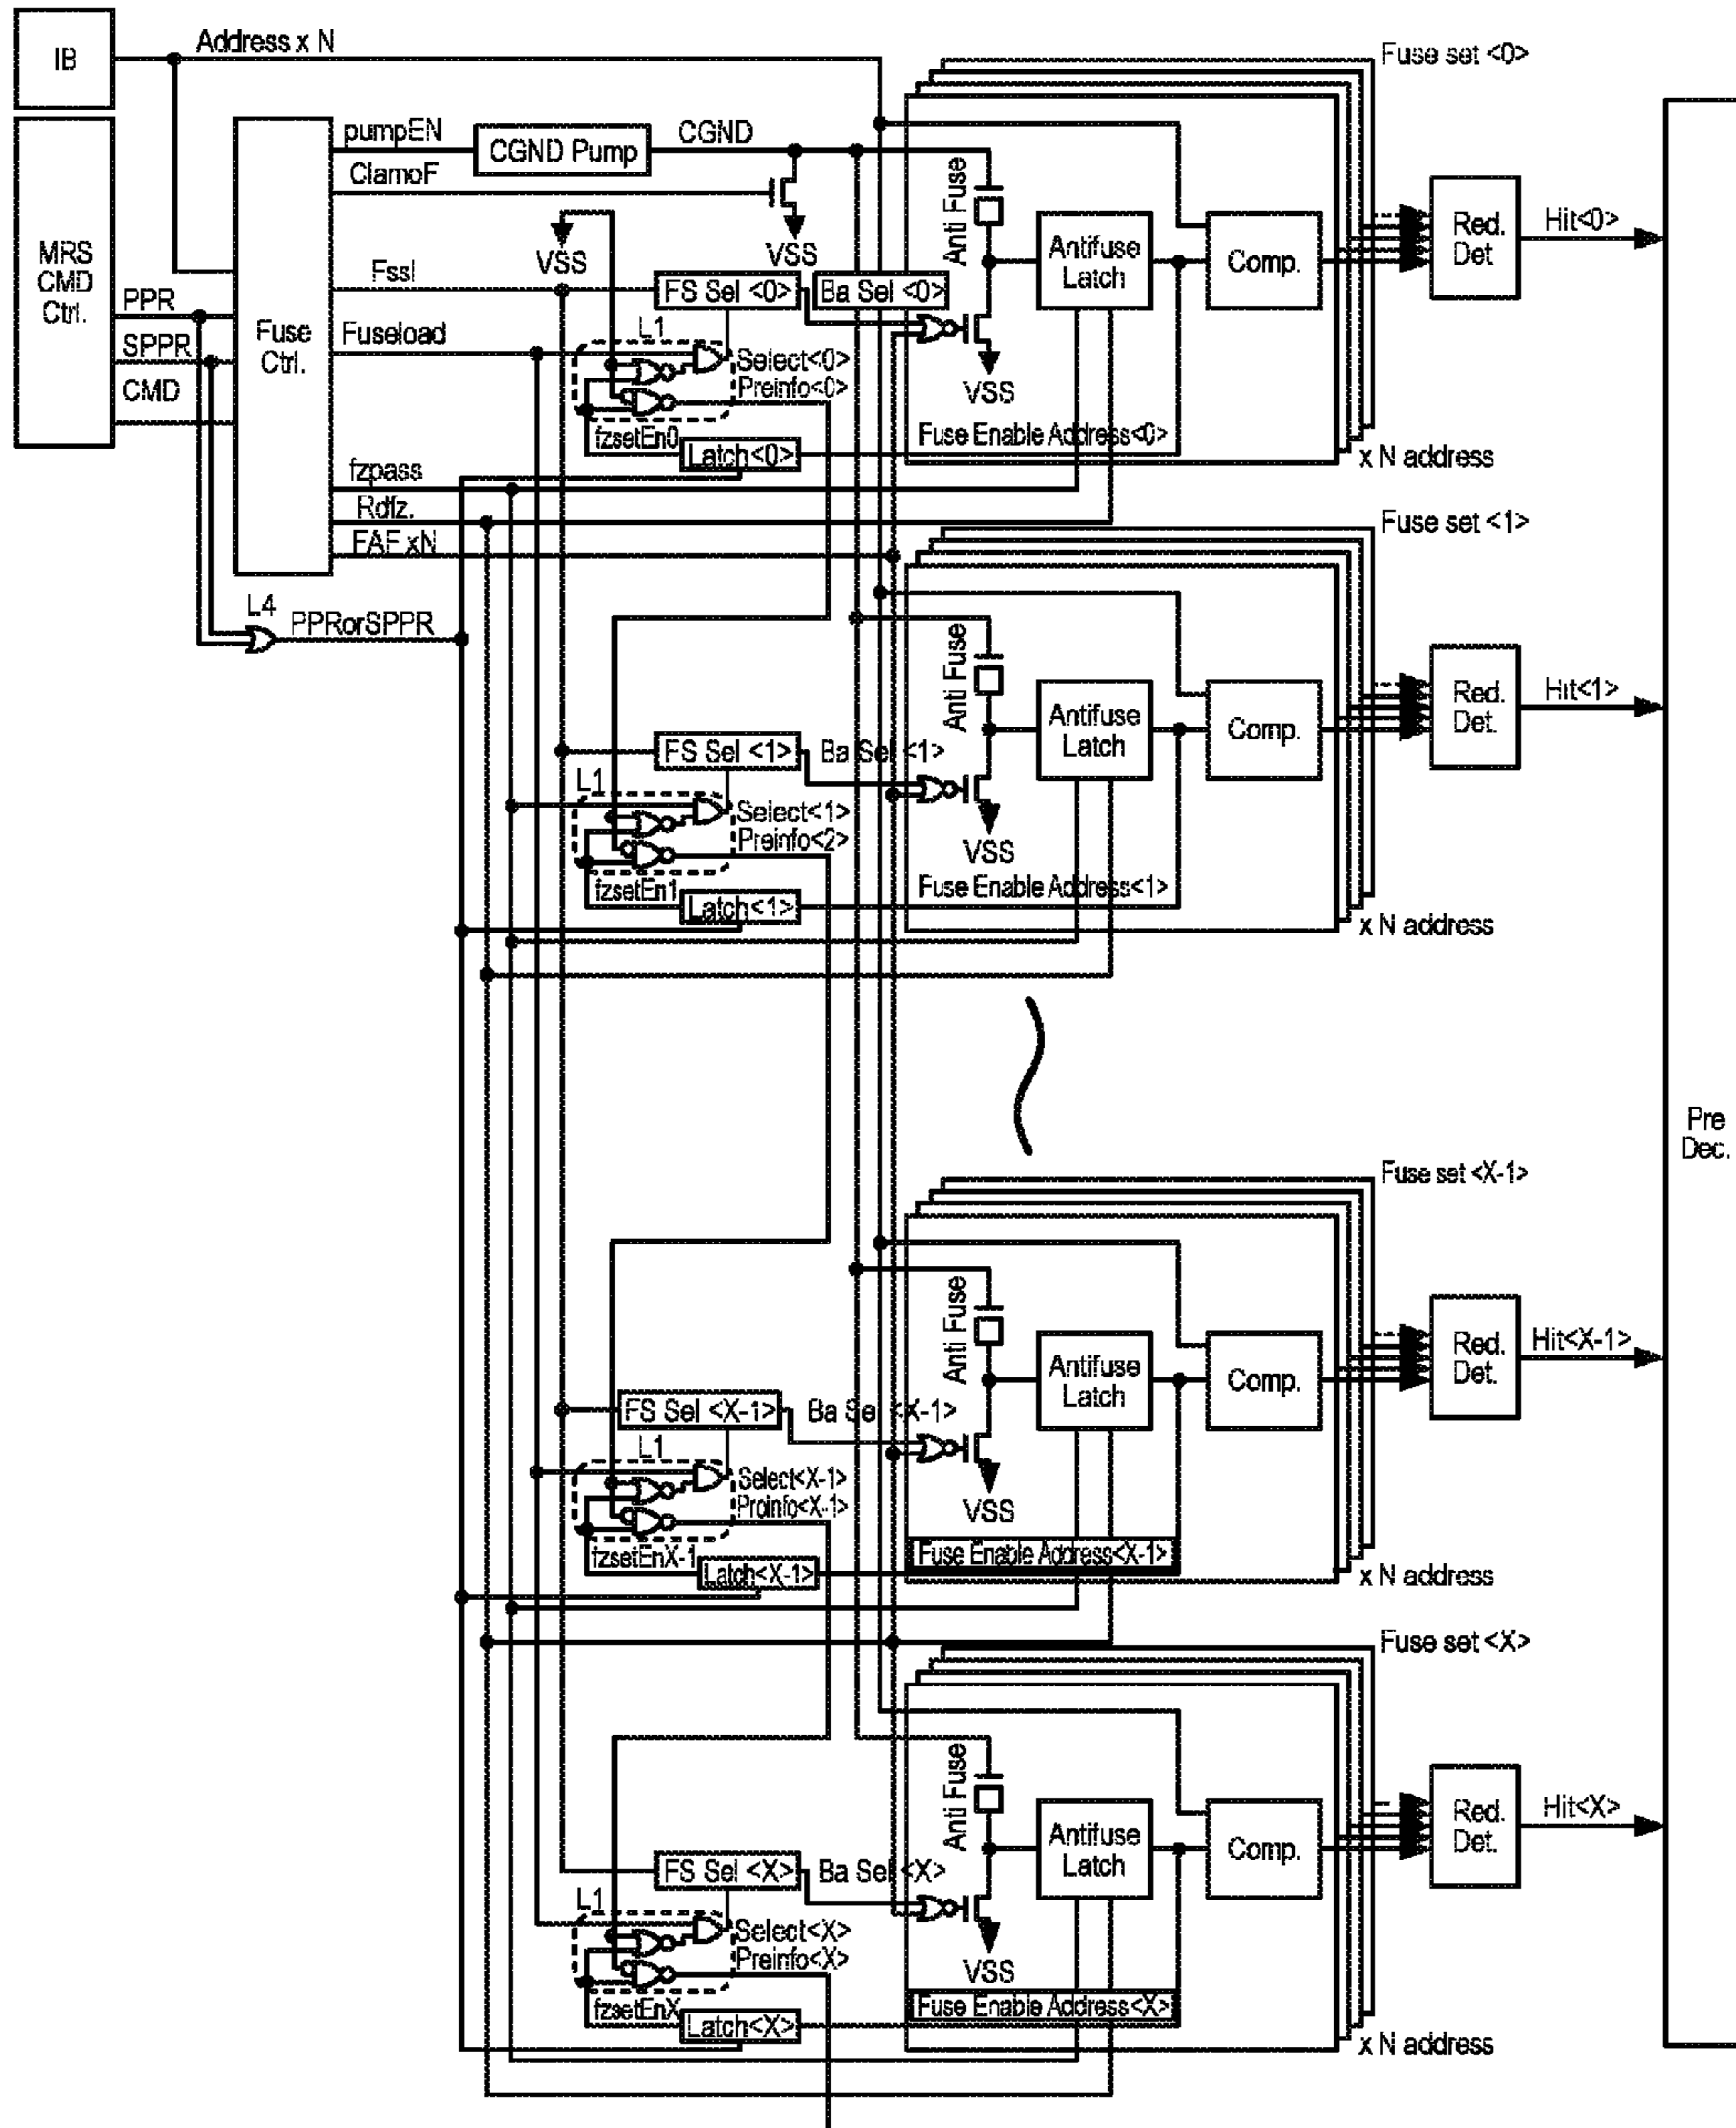 IB
Address x N
MRS
CMD
Ctrl.
PPR
SPPR
CMD
Fuse
Ctrl.
pumpEN
CGND Pump
CGND
ClamoF
VSS
VSS
Fssl
FS Sel <0>
Ba Sel <0>
Fuseload
L1
Select<0>
Preinfo<0>
fzsetEn0
Latch<0>
fzpass
Rdfz.
FAF xN
L4
PPRorSPPR
Fuse set <0>
Anti Fuse
Antifuse
Latch
Comp.
VSS
Fuse Enable Address<0>
x N address
Red.
Det
Hit<0>
Fuse set <1>
Anti Fuse
Antifuse
Latch
Comp.
Red.
Det.
Hit<1>
FS Sel <1>
Ba Sel <1>
L1
Select<1>
Preinfo<2>
VSS
fzsetEn1
Latch<1>
Fuse Enable Address<1>
x N address
Pre
Dec.
Fuse set <X-1>
Anti Fuse
Antifuse
Latch
Comp.
Red.
Det.
Hit<X-1>
FS Sel <X-1>
Ba Sel <X-1>
L1
Select<X-1>
Proinfo<X-1>
VSS
fzsetEnX-1
Latch<X-1>
Fuse Enable Address<X-1>
x N address
Fuse set <X>
Anti Fuse
Antifuse
Latch
Comp.
Red.
Det.
Hit<X>
FS Sel <X>
Ba Sel <X>
L1
Select<X>
Preinfo<X>
VSS
fzsetEnX
Latch<X>
Fuse Enable Address<X>
x N address